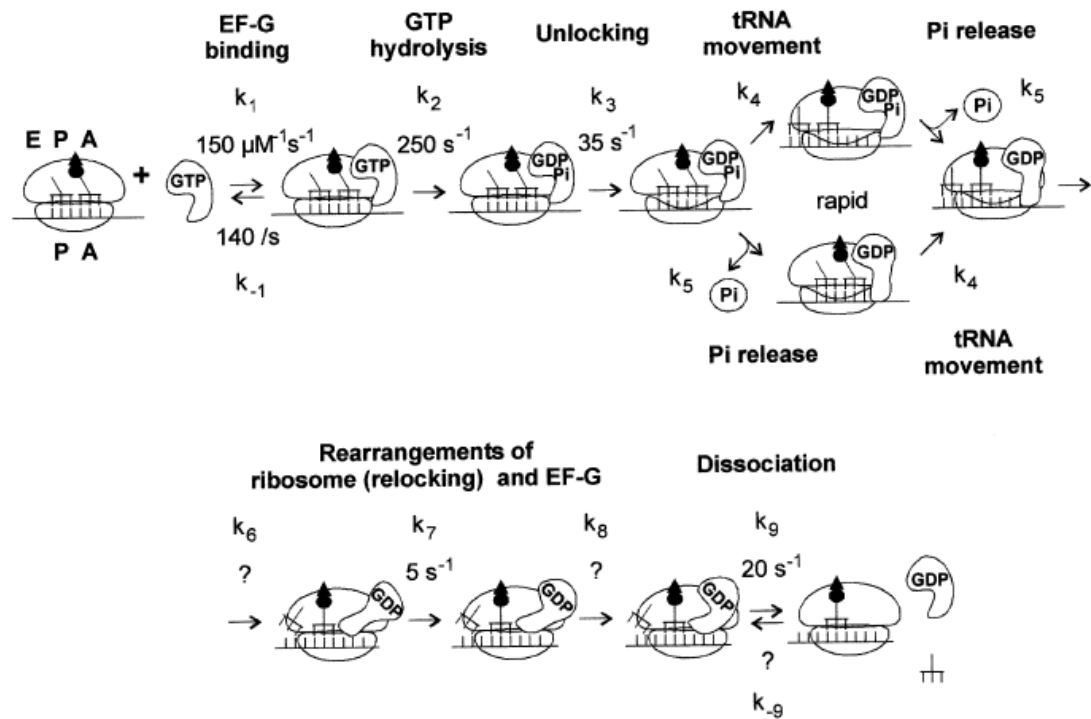 EF-G binding
GTP hydrolysis
Unlocking
tRNA movement
Pi release
k1
k2
k3
k4
k5
150 µM⁻¹s⁻¹
250 s⁻¹
35 s⁻¹
E P A
+
GTP
GTP
GDP Pi
GDP Pi
GDP Pi
Pi
GDP
rapid
140 /s
P A
k-1
k5
Pi
GDP
k4
Pi release
tRNA movement
Rearrangements of
ribosome (relocking) and EF-G
Dissociation
k6
k7
k8
k9
?
5 s⁻¹
?
20 s⁻¹
GDP
GDP
GDP
GDP
?
k-9